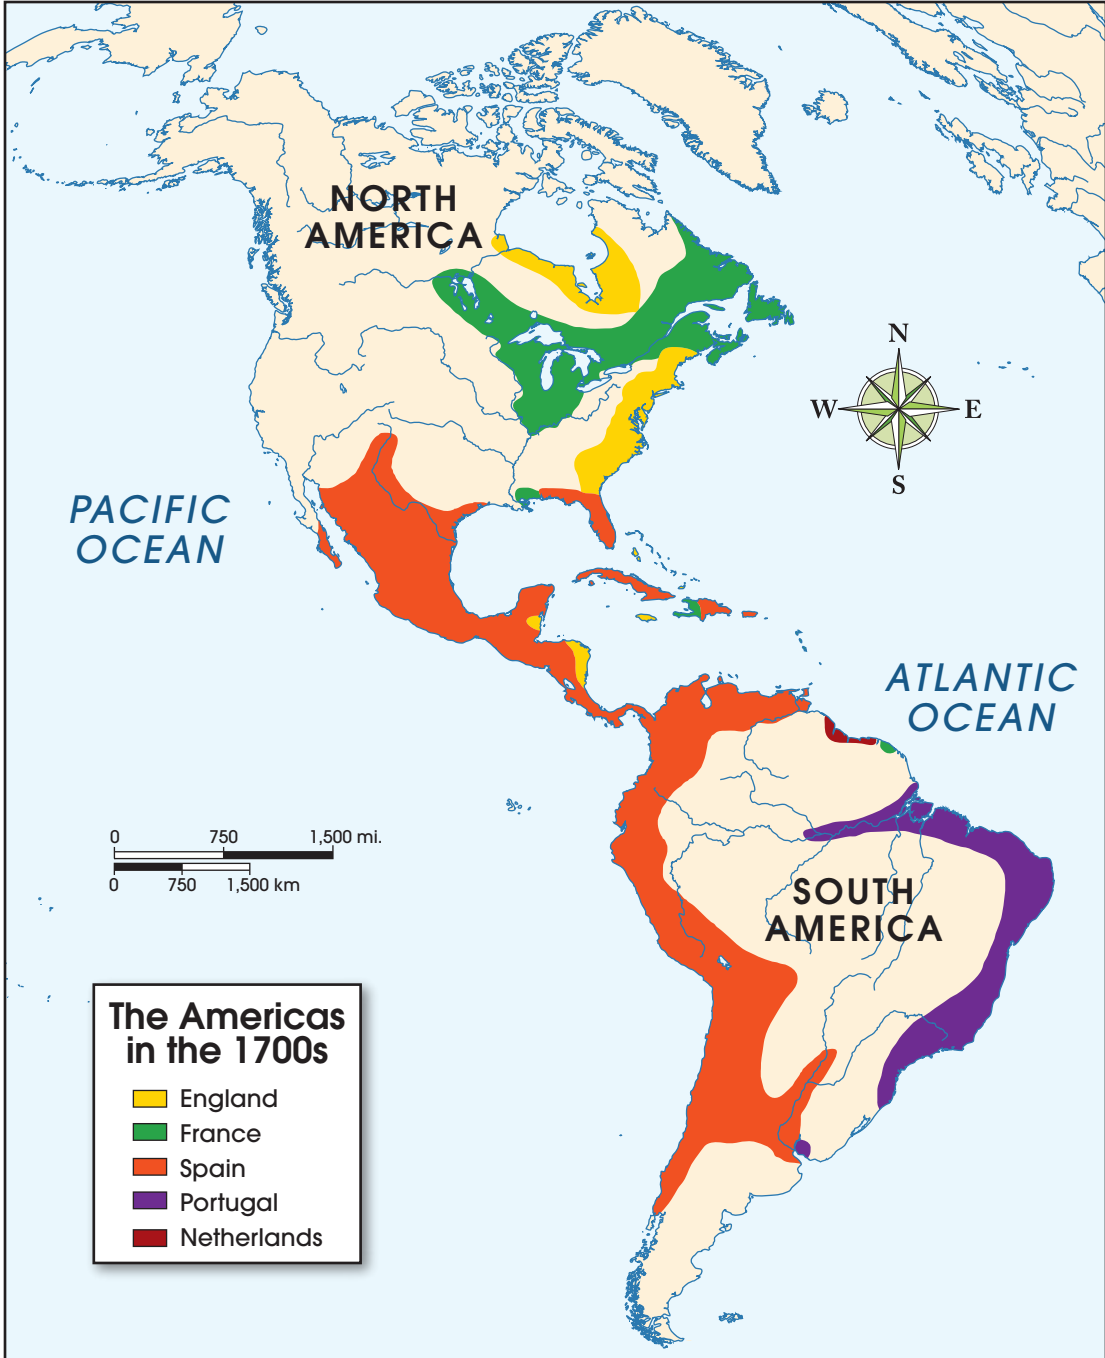 NORTH
AMERICA
N
W
E
S
PACIFIC
OCEAN
ATLANTIC
OCEAN
0 750 1,500 mi.
0 750 1,500 km
SOUTH
AMERICA
The Americas
in the 1700s
England
France
Spain
Portugal
Netherlands